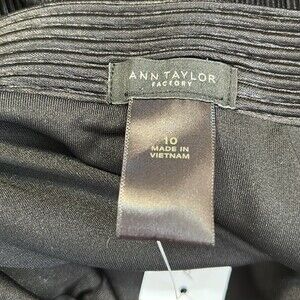 ANN TAYLOR
FACTORY
10
MADE IN
VIETNAM